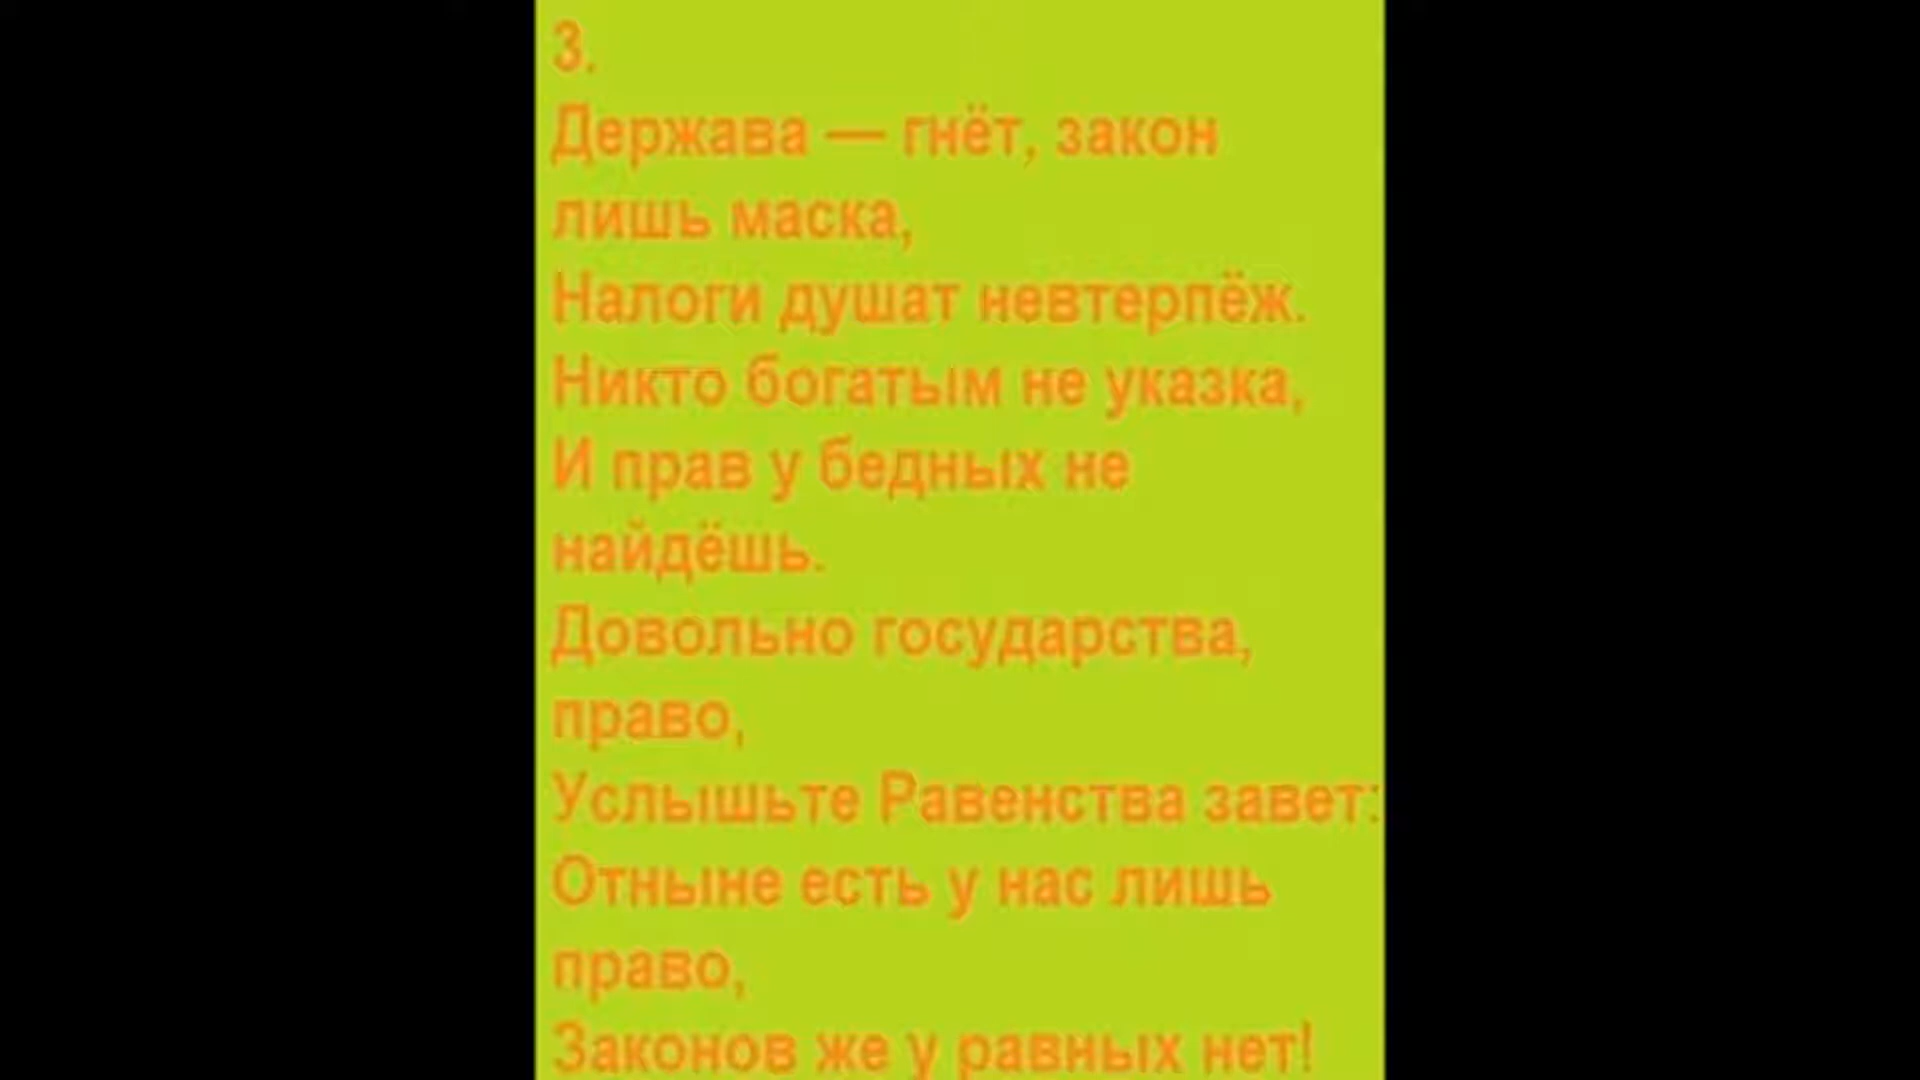 3.
Держава — гнёт, закон
лишь маска,
Налоги душат невтерпёж.
Никто богатым не указка,
И прав у бедных не
найдёшь.
Довольно государства,
право,
Услышьте Равенства завет:
Отныне есть у нас лишь
право,
Законов же у равных нет!